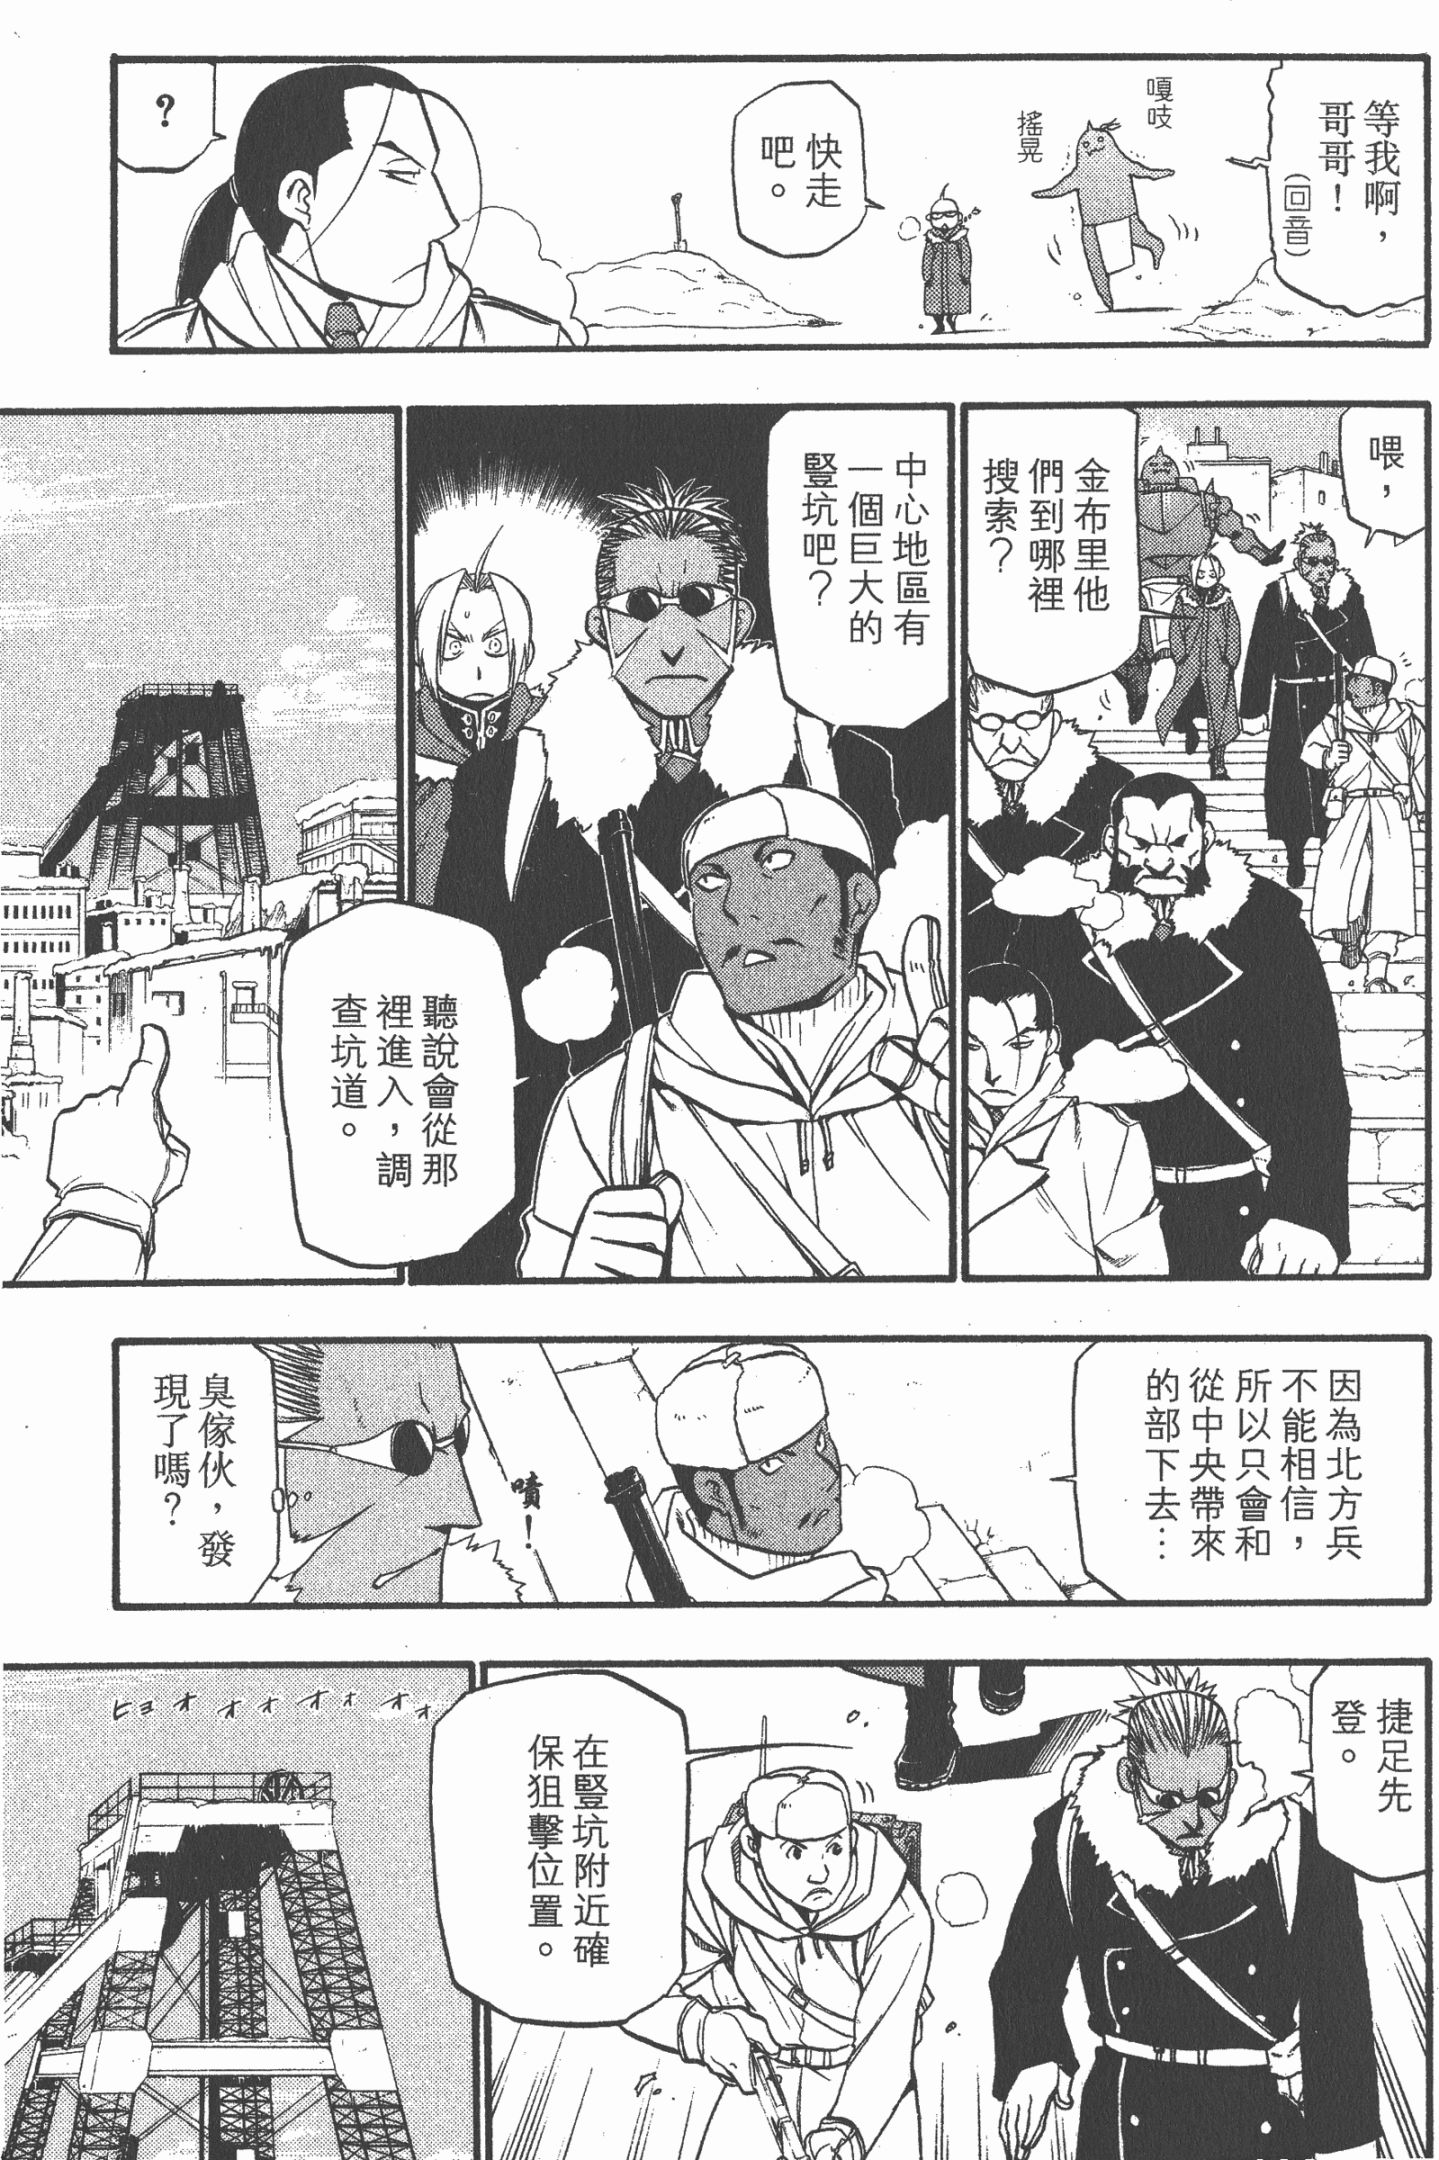 等我啊，
哥哥！
（回音）
嘎吱
搖晃
快走
吧。
？
喂，
金布里他
們到哪裡
搜索？
中心地區有
一個巨大的
豎坑吧？
聽說會從那
裡進入，調
查坑道。
因為北方兵
不能相信，
所以只會和
從中央帶來
的部下去…
嘖！
臭傢伙，發
現了嗎？
捷足先
登。
在豎坑附近確
保狙擊位置。
ヒョオオォオォオォ